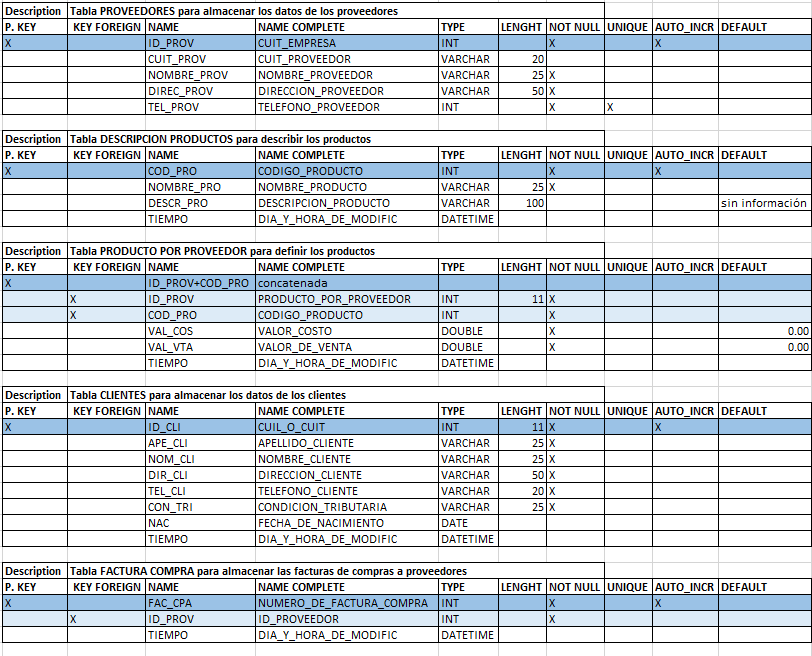 Description Tabla PROVEEDORES para almacenar los datos de los proveedores
P. KEY KEY FOREIGN NAME NAME COMPLETE TYPE LENGHT NOT NULL UNIQUE AUTO_INCR DEFAULT
X ID_PROV CUIT_EMPRESA INT X X
CUIT_PROV CUIT_PROVEEDOR VARCHAR 20
NOMBRE_PROV NOMBRE_PROVEEDOR VARCHAR 25 X
DIREC_PROV DIRECCION_PROVEEDOR VARCHAR 50 X
TEL_PROV TELEFONO_PROVEEDOR INT X X
Description Tabla DESCRIPCION PRODUCTOS para describir los productos
P. KEY KEY FOREIGN NAME NAME COMPLETE TYPE LENGHT NOT NULL UNIQUE AUTO_INCR DEFAULT
X COD_PRO CODIGO_PRODUCTO INT X X
NOMBRE_PRO NOMBRE_PRODUCTO VARCHAR 25 X
DESCR_PRO DESCRIPCION_PRODUCTO VARCHAR 100 sin información
TIEMPO DIA_Y_HORA_DE_MODIFIC DATETIME
Description Tabla PRODUCTO POR PROVEEDOR para definir los productos
P. KEY KEY FOREIGN NAME NAME COMPLETE TYPE LENGHT NOT NULL UNIQUE AUTO_INCR DEFAULT
X ID_PROV+COD_PRO concatenada
X ID_PROV PRODUCTO_POR_PROVEEDOR INT 11 X
X COD_PRO CODIGO_PRODUCTO INT X
VAL_COS VALOR_COSTO DOUBLE X 0.00
VAL_VTA VALOR_DE_VENTA DOUBLE X 0.00
TIEMPO DIA_Y_HORA_DE_MODIFIC DATETIME
Description Tabla CLIENTES para almacenar los datos de los clientes
P. KEY KEY FOREIGN NAME NAME COMPLETE TYPE LENGHT NOT NULL UNIQUE AUTO_INCR DEFAULT
X ID_CLI CUIL_O_CUIT INT 11 X X
APE_CLI APELLIDO_CLIENTE VARCHAR 25 X
NOM_CLI NOMBRE_CLIENTE VARCHAR 25 X
DIR_CLI DIRECCION_CLIENTE VARCHAR 50 X
TEL_CLI TELEFONO_CLIENTE VARCHAR 20 X
CON_TRI CONDICION_TRIBUTARIA VARCHAR 25 X
NAC FECHA_DE_NACIMIENTO DATE
TIEMPO DIA_Y_HORA_DE_MODIFIC DATETIME
Description Tabla FACTURA COMPRA para almacenar las facturas de compras a proveedores
P. KEY KEY FOREIGN NAME NAME COMPLETE TYPE LENGHT NOT NULL UNIQUE AUTO_INCR DEFAULT
X FAC_CPA NUMERO_DE_FACTURA_COMPRA INT X X
X ID_PROV ID_PROVEEDOR INT X
TIEMPO DIA_Y_HORA_DE_MODIFIC DATETIME